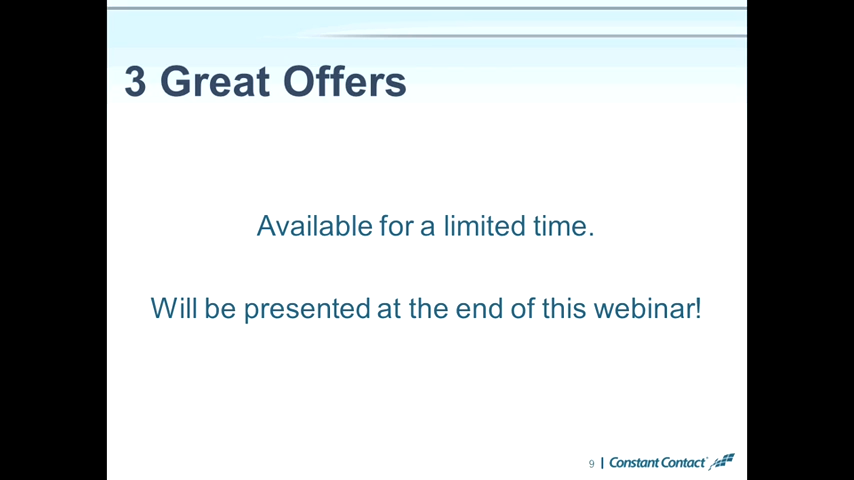 3 Great Offers
Available for a limited time.
Will be presented at the end of this webinar!
9 | Constant Contact